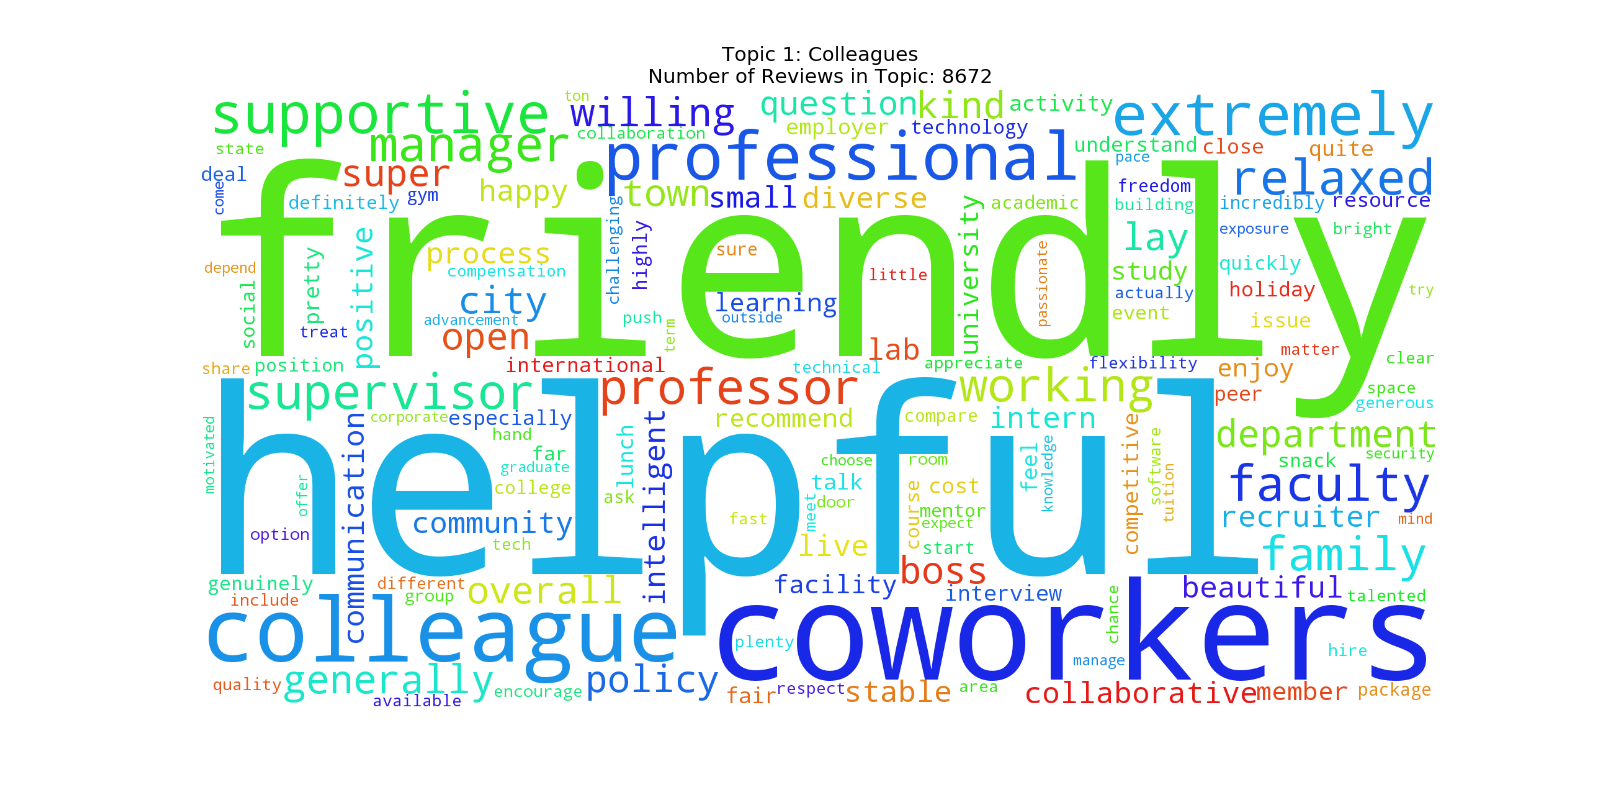 Topic 1: Colleagues
Number of Reviews in Topic: 8672
ton
supportive
willing
question
kind
activity
extremely
manager
collaboration
employer
technology
professional
understand
close
quite
state
deal
super
happy
town
small
diverse
pace
freedom
relaxed
come
definitely
gym
challenging
highly
university
academic
building
incredibly
resource
friendly
social
pretty
positive
process
sure
passionate
lay
exposure
bright
depend
compensation
little
study
quickly
city
learning
actually
holiday
try
treat
advancement
push
outside
term
event
issue
open
lab
matter
share
position
international
technical
appreciate
flexibility
enjoy
clear
supervisor
professor
working
peer
space
generous
helpful
motivated
corporate
especially
recommend
compare
intern
competitive
department
communication
hand
far
lunch
intelligent
choose
room
feel
knowledge
software
tuition
snack
security
graduate
offer
college
ask
talk
meet
door
course
cost
faculty
option
community
fast
mentor
expect
recruiter
mind
tech
live
start
family
genuinely
different
overall
facility
boss
interview
beautiful
talented
include
group
colleague
coworkers
chance
plenty
manage
hire
quality
generally
encourage
policy
fair
respect
stable
area
collaborative
member
package
available